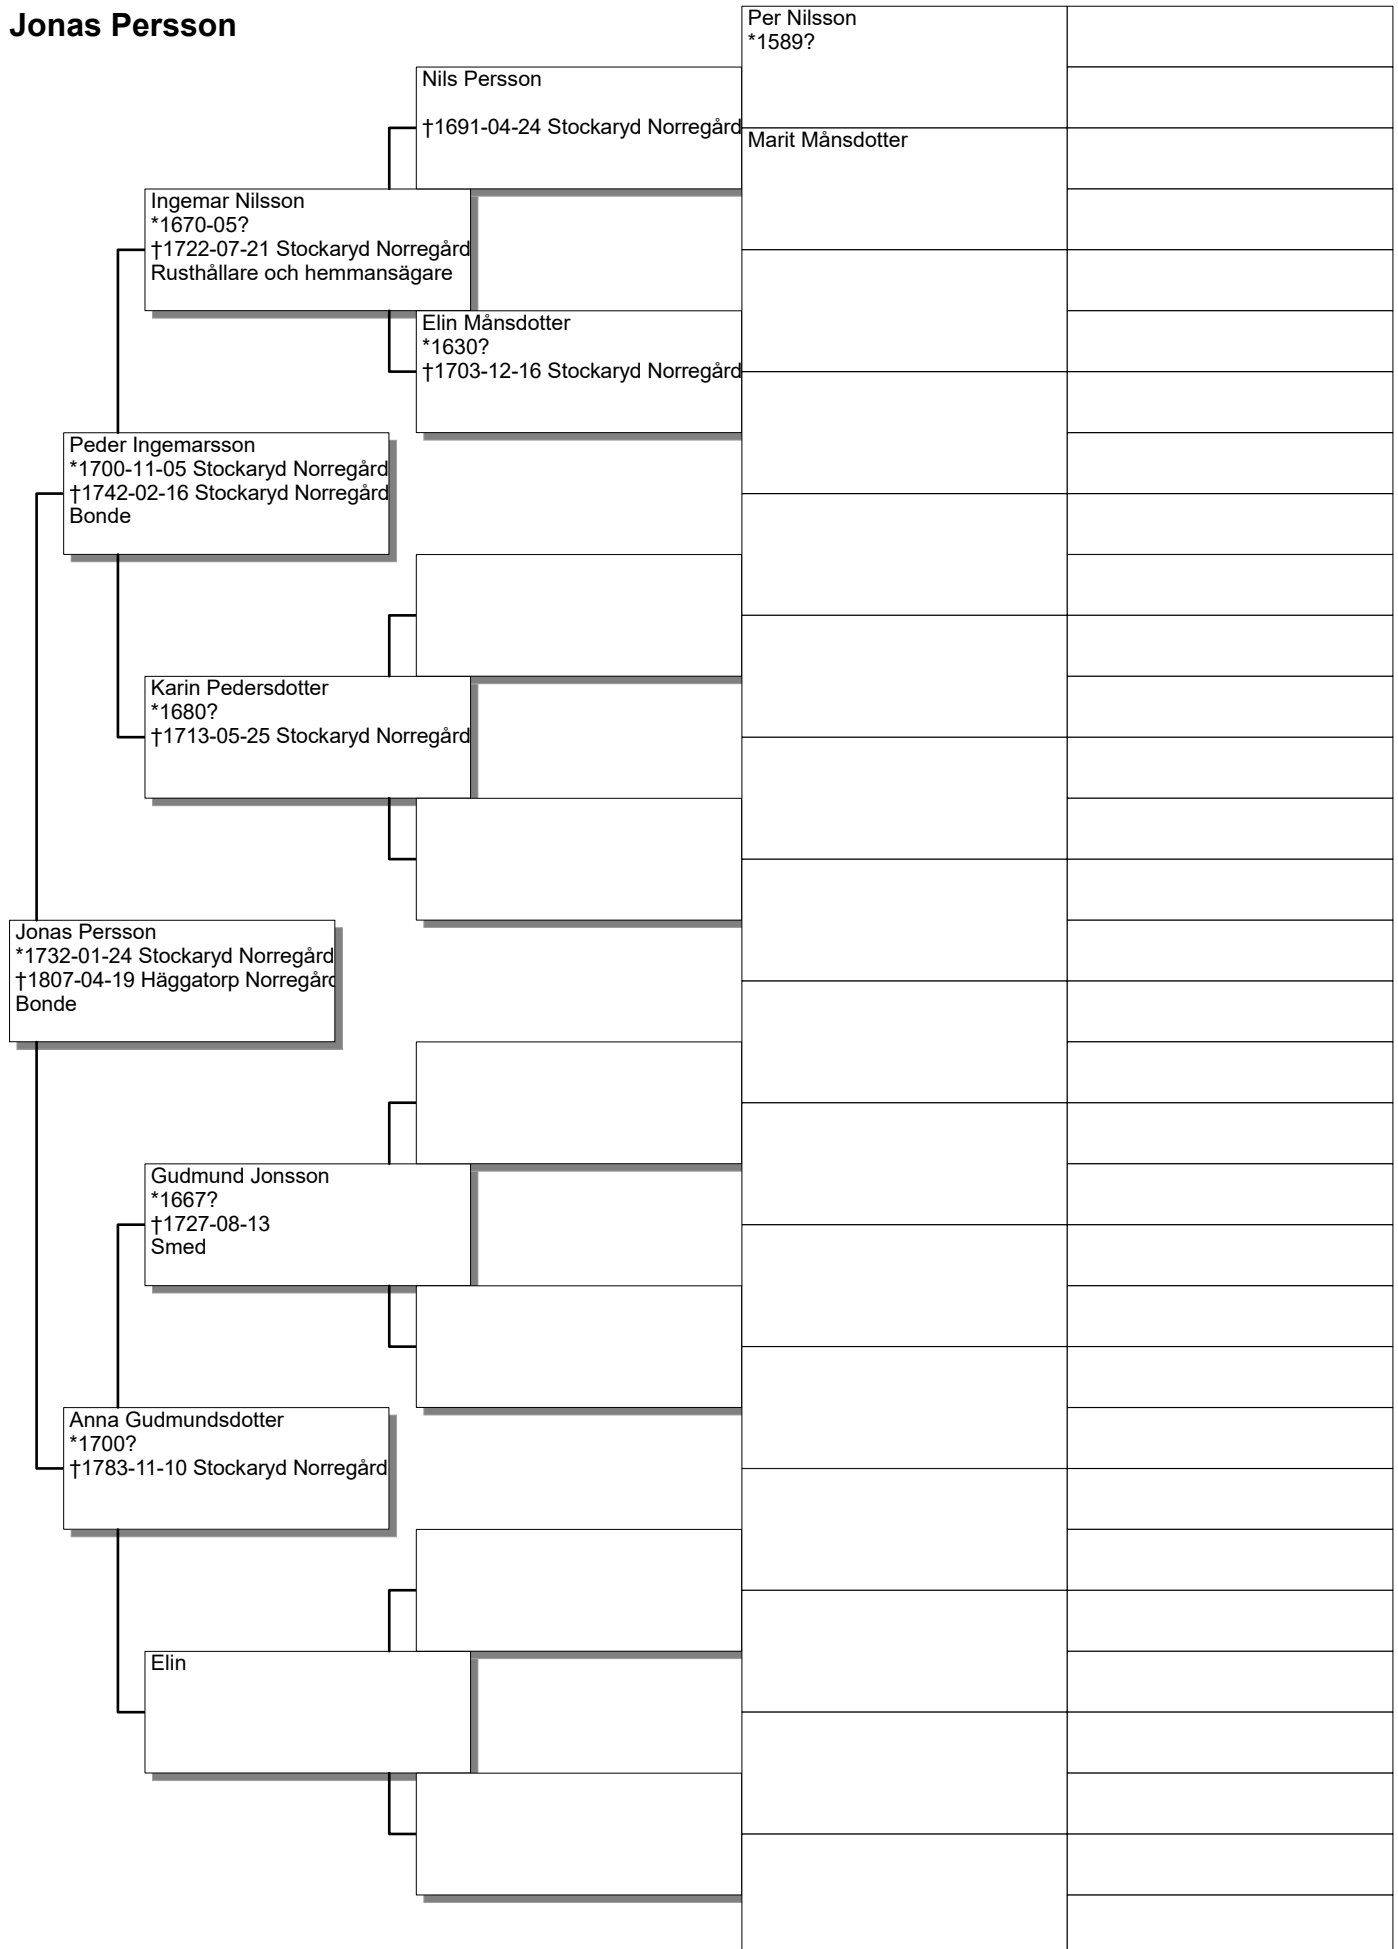 Jonas Persson
Per Nilsson
*1589?
Nils Persson
†1691-04-24 Stockaryd Norregård
Marit Månsdotter
Ingemar Nilsson
*1670-05?
†1722-07-21 Stockaryd Norregård
Rusthållare och hemmansägare
Elin Månsdotter
*1630?
†1703-12-16 Stockaryd Norregård
Peder Ingemarsson
*1700-11-05 Stockaryd Norregård
†1742-02-16 Stockaryd Norregård
Bonde
Karin Pedersdotter
*1680?
†1713-05-25 Stockaryd Norregård
Jonas Persson
*1732-01-24 Stockaryd Norregård
†1807-04-19 Häggatorp Norregård
Bonde
Gudmund Jonsson
*1667?
†1727-08-13
Smed
Anna Gudmundsdotter
*1700?
†1783-11-10 Stockaryd Norregård
Elin